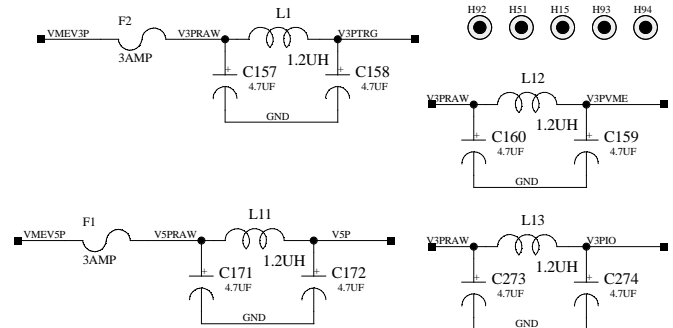 H92 H51 H15 H93 H94
F2 L1
VMEV3P V3PRAW V3PTRG
3AMP 1.2UH
C157 C158
4.7UF 4.7UF
GND
L12
V3PRAW V3PVME
1.2UH
C160 C159
4.7UF 4.7UF
GND
F1 L11
VMEV5P V5PRAW V5P
3AMP 1.2UH
C171 C172
4.7UF 4.7UF
GND
L13
V3PRAW V3PIO
1.2UH
C273 C274
4.7UF 4.7UF
GND